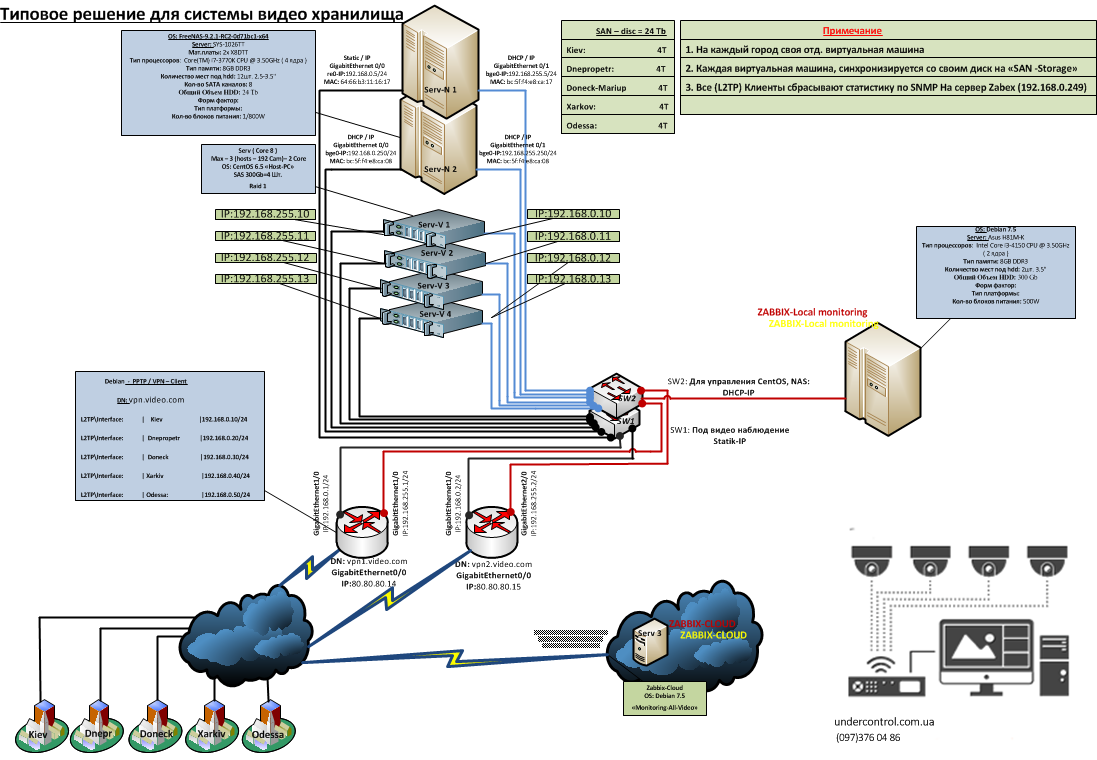 Типовое решение для системы видео хранилища
OS: FreeNAS-9.2.1-RC2-0d71bc1-x64
Server: SYS-1026TT
Мат.платы: 2x X8DTT
Тип процессоров: Core(TM) i7-3770K CPU @ 3.50GHz ( 4 ядра )
Тип памяти: 8GB DDR3
Количество мест под hdd: 12шт. 2.5-3.5"
Кол-во SATA каналов: 8
Общий Объем HDD: 24 Tb
Форм фактор:
Тип платформы:
Кол-во блоков питания: 1/800W
Static / IP
GigabitEthernet 0/0
re0-IP:192.168.0.5/24
MAC: 64:66:b3:11:16:17
DHCP / IP
GigabitEthernet 0/1
bge0-IP:192.168.255.5/24
MAC: bc:5f:f4:e8:ca:17
Serv-N 1
DHCP / IP
GigabitEthernet 0/0
bge0-IP:192.168.0.250/24
MAC: bc:5f:f4:e8:ca:08
DHCP / IP
GigabitEthernet 0/1
bge0-IP:192.168.255.250/24
MAC: bc:5f:f4:e8:ca:08
Serv-N 2
SAN – disc = 24 Tb
Kiev: 4T
Dnepropetr: 4T
Doneck-Mariup 4T
Xarkov: 4T
Odessa: 4T
Примечание
1. На каждый город своя отд. виртуальная машина
2. Каждая виртуальная машина, синхронизируется со своим диск на «SAN -Storage»
3. Все (L2TP) Клиенты сбрасывают статистику по SNMP На сервер Zabex (192.168.0.249)
Serv ( Core 8 )
Max – 3 (hosts – 192 Cam)– 2 Core
OS: CentOS 6.5 «Host-PC»
SAS 300Gb=4 Шт.
Raid 1
IP:192.168.255.10
IP:192.168.255.11
IP:192.168.255.12
IP:192.168.255.13
Serv-V 1
Serv-V 2
Serv-V 3
Serv-V 4
IP:192.168.0.10
IP:192.168.0.11
IP:192.168.0.12
IP:192.168.0.13
OS: Debian 7.5
Server: Asus H81M-K
Тип процессоров: Intel Core i3-4150 CPU @ 3.50GHz
( 2 ядра )
Тип памяти: 8GB DDR3
Количество мест под hdd: 2шт. 3.5"
Общий Объем HDD: 300 Gb
Форм фактор:
Тип платформы:
Кол-во блоков питания: 500W
ZABBIX-Local monitoring
ZABBIX-Local monitoring
SW2: Для управления CentOS, NAS:
DHCP-IP
SW2
SW1
SW1: Под видео наблюдение
Statik-IP
Debian - PPTP / VPN – Client
DN: vpn.video.com
L2TP\Interface: | Kiev |192.168.0.10/24
L2TP\Interface: | Dnepropetr |192.168.0.20/24
L2TP\Interface: | Doneck |192.168.0.30/24
L2TP\Interface: | Xarkiv |192.168.0.40/24
L2TP\Interface: | Odessa: |192.168.0.50/24
GigabitEthernet1/0
IP:192.168.0.1/24
GigabitEthernet1/0
IP:192.168.255.1/24
GigabitEthernet1/0
IP:192.168.0.2/24
GigabitEthernet2/0
IP:192.168.255.2/24
DN: vpn1.video.com
GigabitEthernet0/0
IP:80.80.80.14
DN: vpn2.video.com
GigabitEthernet0/0
IP:80.80.80.15
ZABBIX-CLOUD
ZABBIX-CLOUD
Serv 3
Zabbix-Cloud
OS: Debian 7.5
«Monitoring-All-Video»
Kiev
Dnepr
Doneck
Xarkiv
Odessa
undercontrol.com.ua
(097)376 04 86